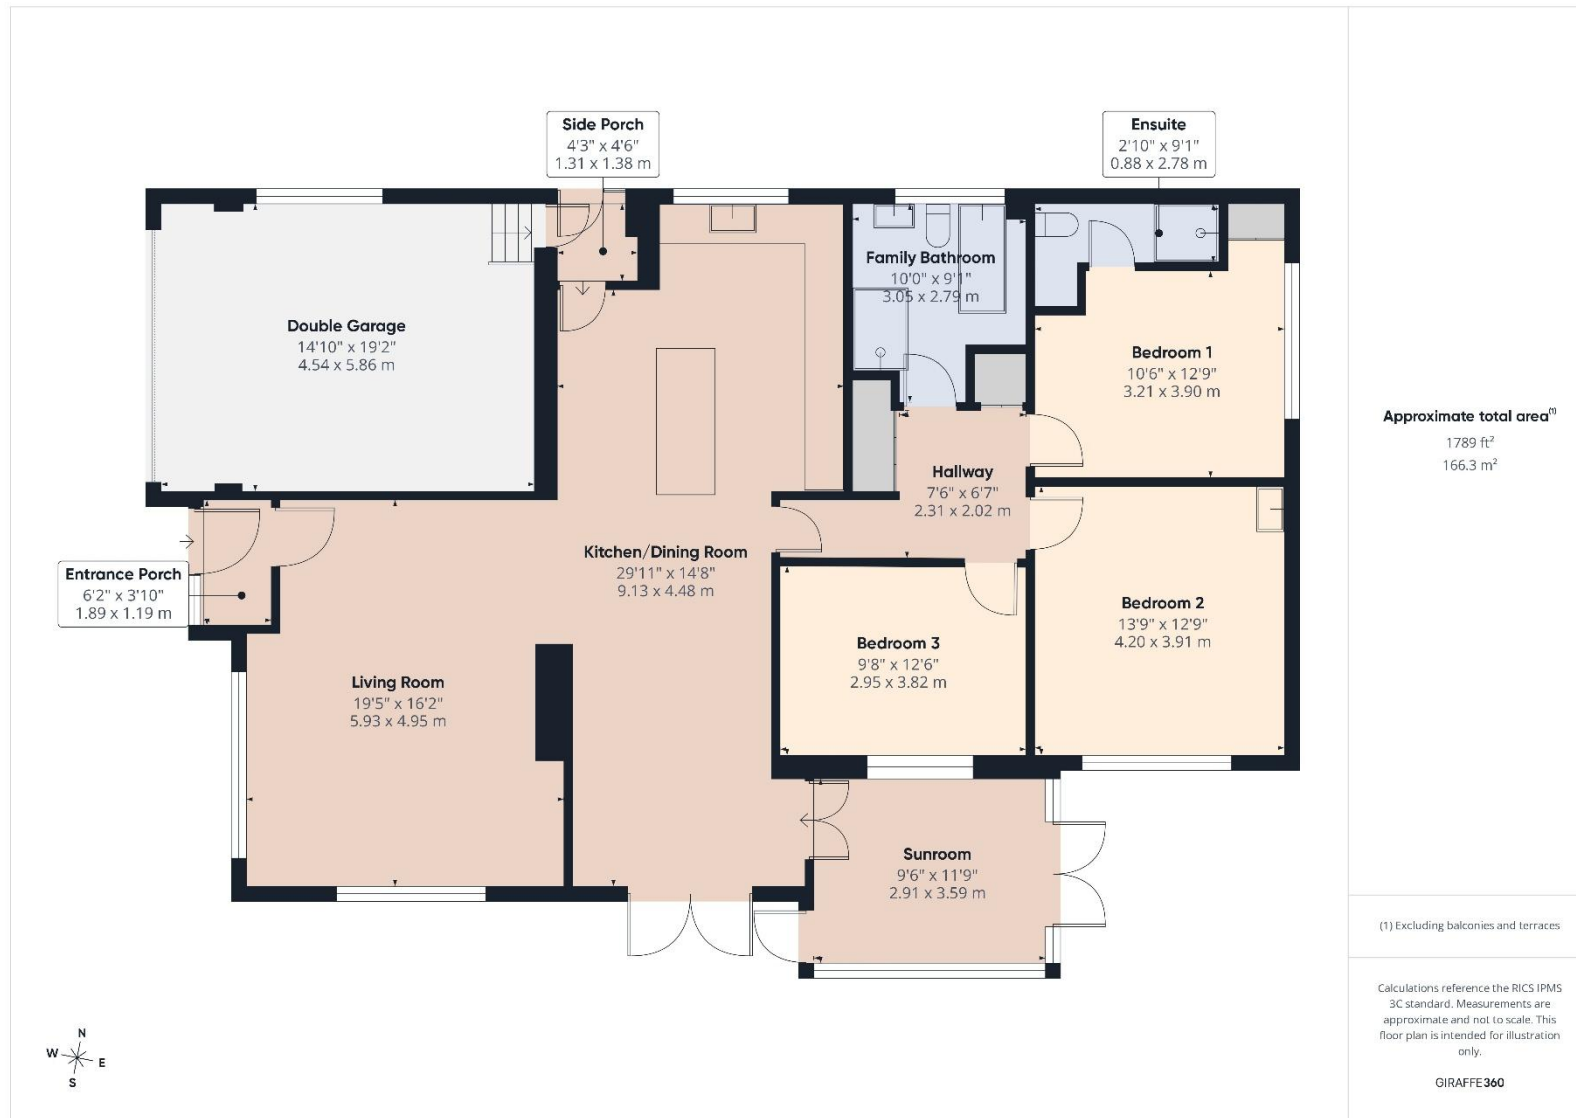 Side Porch
4'3" x 4'6"
1.31 x 1.38 m
Ensuite
2'10" x 9'1"
0.88 x 2.78 m
Family Bathroom
10'0" x 9'1"
3.05 x 2.79 m
Double Garage
14'10" x 19'2"
4.54 x 5.86 m
Bedroom 1
10'6" x 12'9"
3.21 x 3.90 m
Hallway
7'6" x 6'7"
2.31 x 2.02 m
Kitchen/Dining Room
29'11" x 14'8"
9.13 x 4.48 m
Entrance Porch
6'2" x 3'10"
1.89 x 1.19 m
Bedroom 2
13'9" x 12'9"
4.20 x 3.91 m
Bedroom 3
9'8" x 12'6"
2.95 x 3.82 m
Living Room
19'5" x 16'2"
5.93 x 4.95 m
Sunroom
9'6" x 11'9"
2.91 x 3.59 m
N
W
E
S
Approximate total area(1)
1789 ft²
166.3 m²
(1) Excluding balconies and terraces
Calculations reference the RICS IPMS
3C standard. Measurements are
approximate and not to scale. This
floor plan is intended for illustration
only.
GIRAFFE360